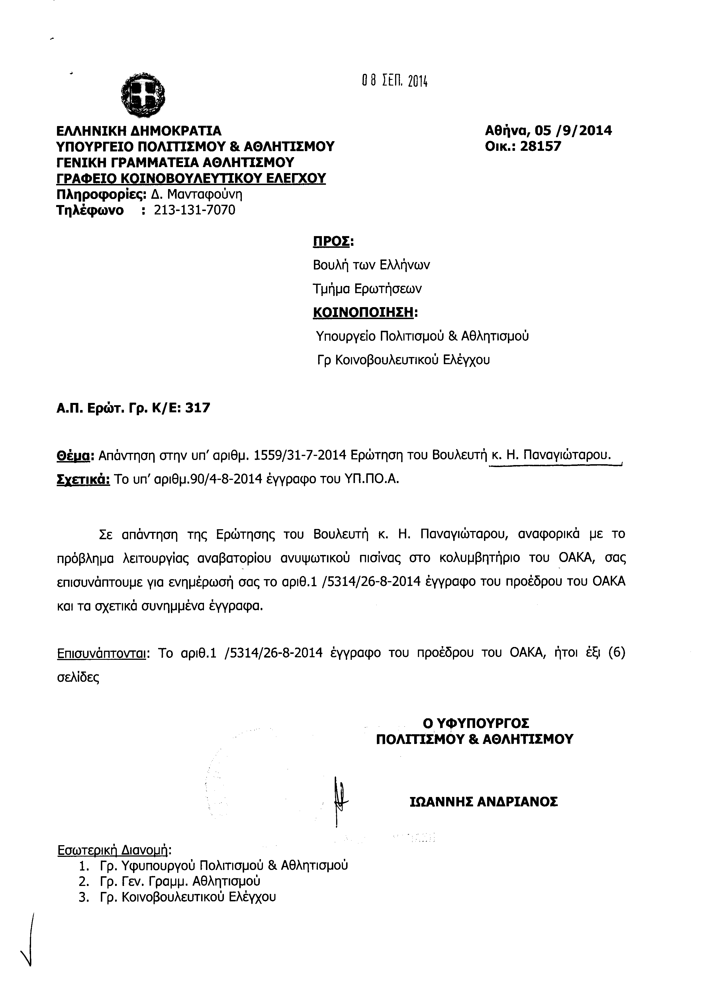 08 ΣΕΠ. 2014
ΕΛΛΗΝΙΚΗ ΔΗΜΟΚΡΑΤΙΑ
ΥΠΟΥΡΓΕΙΟ ΠΟΛΙΤΙΣΜΟΥ & ΑΘΛΗΤΙΣΜΟΥ
ΓΕΝΙΚΗ ΓΡΑΜΜΑΤΕΙΑ ΑΘΛΗΤΙΣΜΟΥ
ΓΡΑΦΕΙΟ ΚΟΙΝΟΒΟΥΛΕΥΤΙΚΟΥ ΕΛΕΓΧΟΥ
Πληροφορίες: Δ. Μανταφούνη
Τηλέφωνο : 213-131-7070
Αθήνα, 05 /9/2014
Οικ.: 28157
ΠΡΟΣ:
Βουλή των Ελλήνων
Τμήμα Ερωτήσεων
ΚΟΙΝΟΠΟΙΗΣΗ:
Υπουργείο Πολιτισμού & Αθλητισμού
Γρ Κοινοβουλευτικού Ελέγχου
Α.Π. Ερώτ. Γρ. Κ/Ε: 317
Θέμα: Απάντηση στην υπ' αριθμ. 1559/31-7-2014 Ερώτηση του Βουλευτή κ. Η. Παναγιώταρου.
Σχετικά: Το υπ' αριθμ.90/4-8-2014 έγγραφο του ΥΠ.ΠΟ.Α.
Σε απάντηση της Ερώτησης του Βουλευτή κ. Η. Παναγιώταρου, αναφορικά με το
πρόβλημα λειτουργίας αναβατορίου ανυψωτικού πισίνας στο κολυμβητήριο του ΟΑΚΑ, σας
επισυνάπτουμε για ενημέρωσή σας το αριθ.1 /5314/26-8-2014 έγγραφο του προέδρου του ΟΑΚΑ
και τα σχετικά συνημμένα έγγραφα.
Επισυνάπτονται: Το αριθ.1 /5314/26-8-2014 έγγραφο του προέδρου του ΟΑΚΑ, ήτοι έξι (6)
σελίδες
Ο ΥΦΥΠΟΥΡΓΟΣ
ΠΟΛΙΤΙΣΜΟΥ & ΑΘΛΗΤΙΣΜΟΥ
ΙΩΑΝΝΗΣ ΑΝΔΡΙΑΝΟΣ
Εσωτερική Διανομή:
1. Γρ. Υφυπουργού Πολιτισμού & Αθλητισμού
2. Γρ. Γεν. Γραμμ. Αθλητισμού
3. Γρ. Κοινοβουλευτικού Ελέγχου